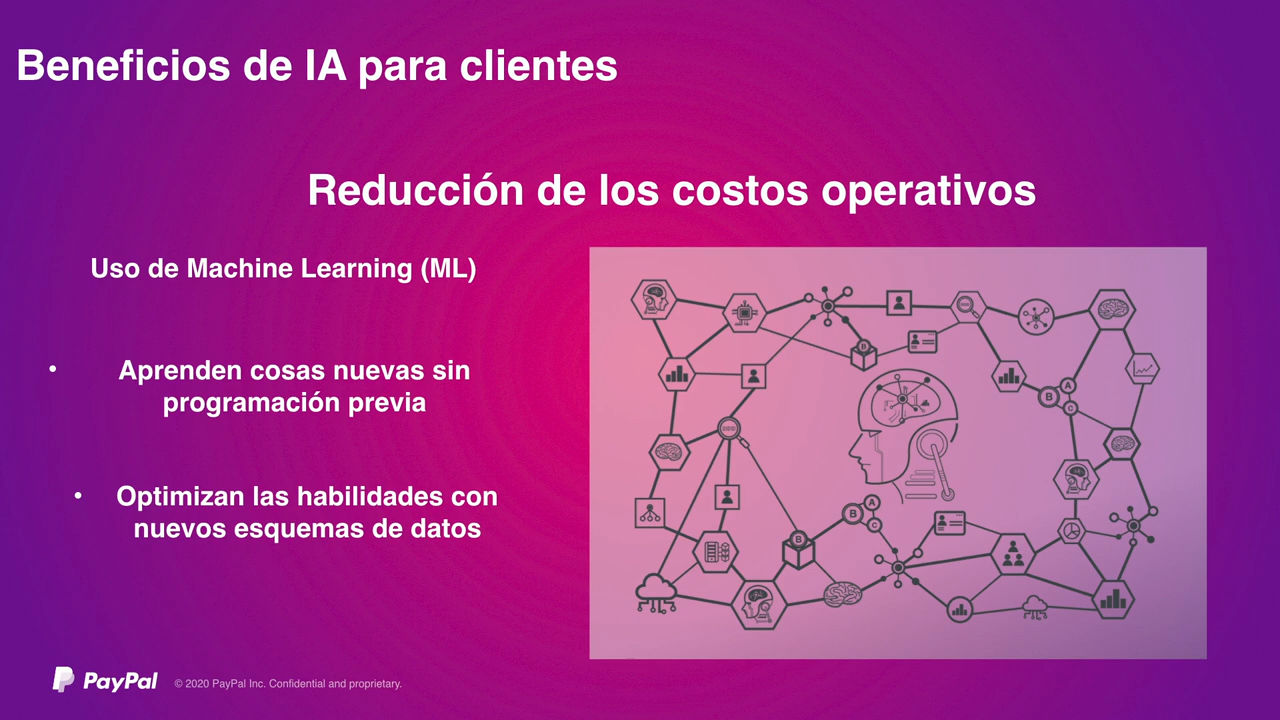 Beneficios de IA para clientes
Reducción de los costos operativos
Uso de Machine Learning (ML)
• Aprenden cosas nuevas sin
programación previa
• Optimizan las habilidades con
nuevos esquemas de datos
B
A
B
C
A
B
C
B
PayPal © 2020 PayPal Inc. Confidential and proprietary.